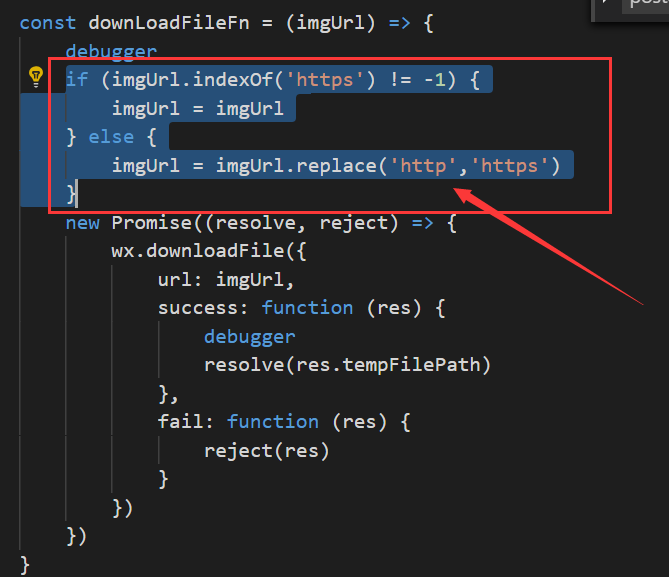 poste
const downLoadFileFn = (imgUrl) => {
    debugger
    if (imgUrl.indexOf('https') != -1) {
        imgUrl = imgUrl
    } else {
        imgUrl = imgUrl.replace('http','https')
    }
    new Promise((resolve, reject) => {
        wx.downloadFile({
            url: imgUrl,
            success: function (res) {
                debugger
                resolve(res.tempFilePath)
            },
            fail: function (res) {
                reject(res)
            }
        })
    })
}